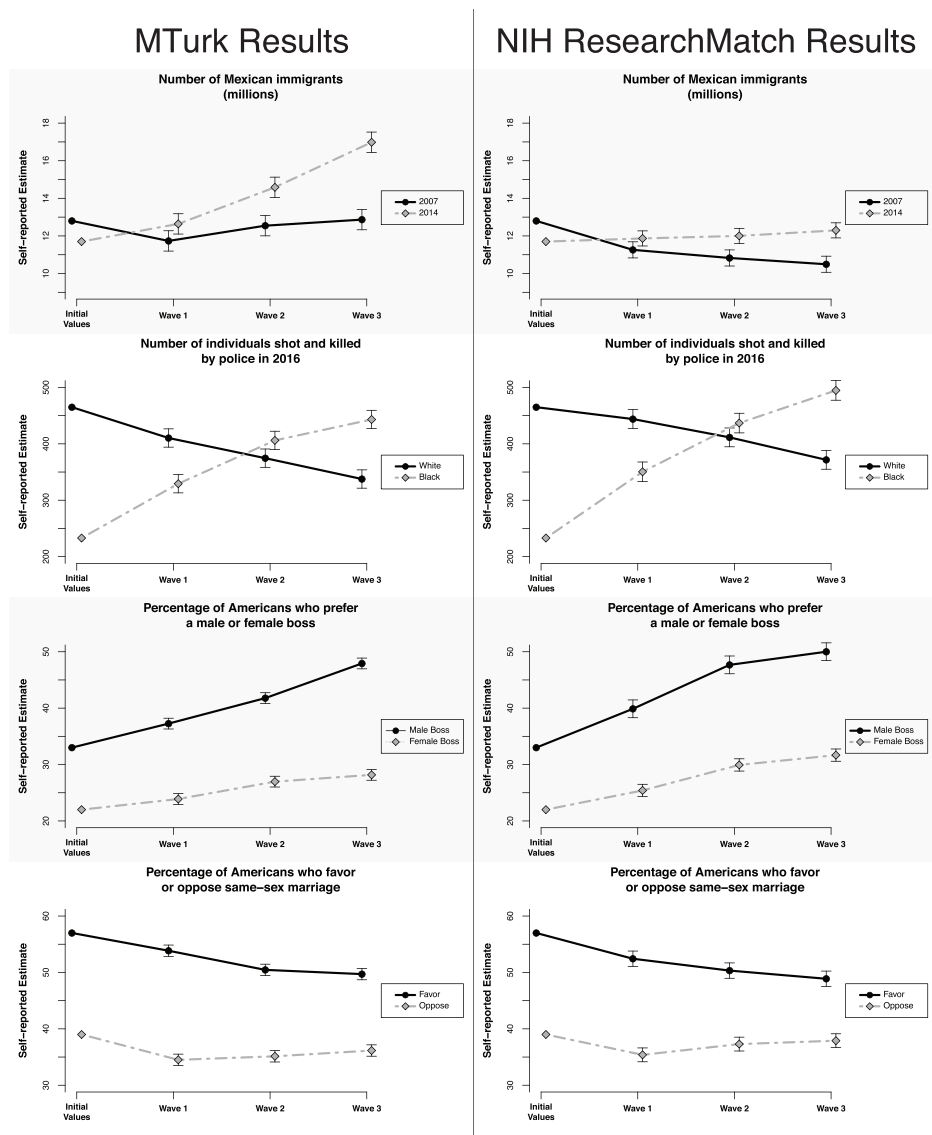 MTurk Results
NIH ResearchMatch Results
Number of Mexican immigrants
(millions)
Self−reported Estimate
18
16
14
12
10
2007
2014
Initial
Values
Wave 1
Wave 2
Wave 3
Number of Mexican immigrants
(millions)
Self−reported Estimate
18
16
14
12
10
2007
2014
Initial
Values
Wave 1
Wave 2
Wave 3
Number of individuals shot and killed
by police in 2016
Self−reported Estimate
500
400
300
200
White
Black
Initial
Values
Wave 1
Wave 2
Wave 3
Number of individuals shot and killed
by police in 2016
Self−reported Estimate
500
400
300
200
White
Black
Initial
Values
Wave 1
Wave 2
Wave 3
Percentage of Americans who prefer
a male or female boss
Self−reported Estimate
50
40
30
20
Male Boss
Female Boss
Initial
Values
Wave 1
Wave 2
Wave 3
Percentage of Americans who prefer
a male or female boss
Self−reported Estimate
50
40
30
20
Male Boss
Female Boss
Initial
Values
Wave 1
Wave 2
Wave 3
Percentage of Americans who favor
or oppose same−sex marriage
Self−reported Estimate
60
50
40
30
Favor
Oppose
Initial
Values
Wave 1
Wave 2
Wave 3
Percentage of Americans who favor
or oppose same−sex marriage
Self−reported Estimate
60
50
40
30
Favor
Oppose
Initial
Values
Wave 1
Wave 2
Wave 3